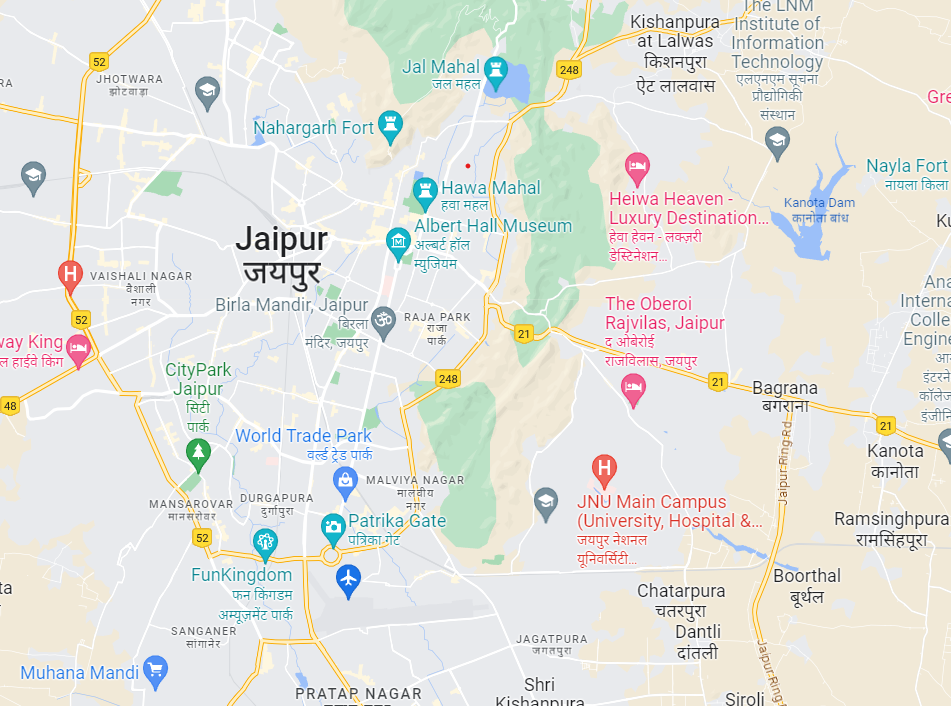 The LNM
Institute of
Information
Technology
एलएनएम सूचना
प्रौद्योगिकी
संस्थान
Kishanpura
at Lalwas
किशनपुरा
ऐट लालवास
52
JHOTWARA
झोटवाड़ा
Jal Mahal
जल महल
248
Nahargarh Fort
Nayla Fort
नायला किला
Hawa Mahal
हवा महल
Heiwa Heaven -
Luxury Destination...
हेवा हेवन - लक्ज़री
डेस्टिनेशन...
Kanota Dam
कानोता बांध
Albert Hall Museum
अल्बर्ट हॉल
म्युजियम
Jaipur
जयपुर
H
VAISHALI NAGAR
वैशाली
नगर
52
Birla Mandir, Jaipur
बिरला
मंदिर, जयपुर
RAJA PARK
राजा
पार्क
The Oberoi
Rajvilas, Jaipur
द ओबेरोई
राजविलास, जयपुर
21
way King
ल हाईवे किंग
CityPark
Jaipur
सिटी
पार्क
248
21
Bagrana
बगराना
48
21
World Trade Park
वर्ल्ड ट्रेड पार्क
Jaipur Ring Rd
Kanota
कानोता
MALVIYA NAGAR
मालवीय
नगर
H
JNU Main Campus
(University, Hospital &...
जयपुर नेशनल
यूनिवर्सिटी...
MANSAROVAR
मानसरोवर
DURGAPURA
दुर्गापुरा
Patrika Gate
पत्रिका गेट
52
Ramsinghpura
रामसिंहपूरा
FunKingdom
फन किंगडम
अम्यूज़मेंट पार्क
Boorthal
बूर्थल
Chatarpura
चतरपुरा
Dantli
दांतली
SANGANER
सांगानेर
JAGATPURA
जगतपुरा
Jaipur Ring Rd
Muhana Mandi
PRATAP NAGAR
Shri
Kishanpura
Siroli